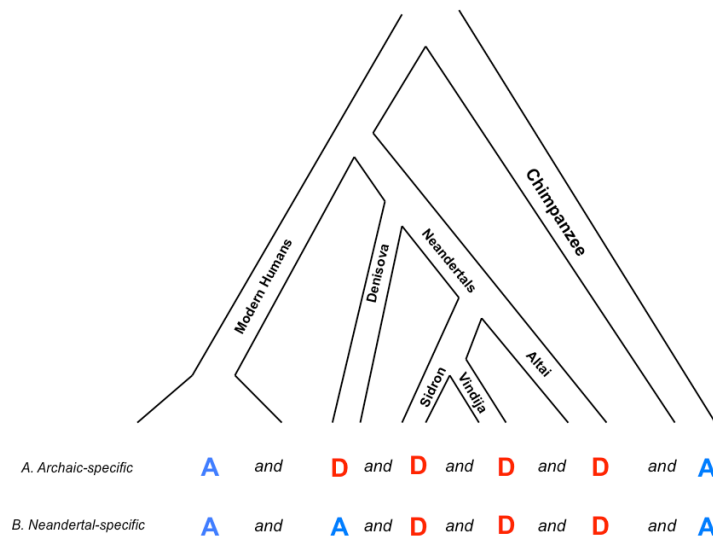 Chimpanzee
Modern Humans
Denisova
Neandertals
Sidron
Vindija
Altai
A. Archaic-specific A and D and D and D and D and A
B. Neandertal-specific A and A and D and D and D and A